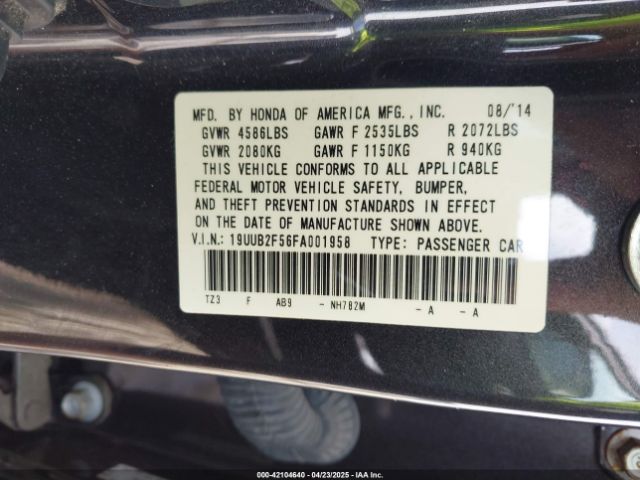 MFD. BY HONDA OF AMERICA MFG., INC. 08/'14
GVWR 4586LBS GAWR F 2535LBS R 2072LBS
GVWR 2080KG GAWR F 1150KG R 940KG
THIS VEHICLE CONFORMS TO ALL APPLICABLE
FEDERAL MOTOR VEHICLE SAFETY, BUMPER,
AND THEFT PREVENTION STANDARDS IN EFFECT
ON THE DATE OF MANUFACTURE SHOWN ABOVE.
V.I.N.: 19UUB2F56FA001958 TYPE: PASSENGER CAR
TZ3 F AB9 - NH782M - A - A
000-42104640 - 04/23/2025 - IAA Inc.